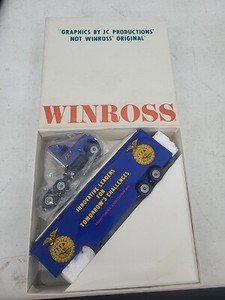 "GRAPHICS BY JC PRODUCTIONS"
NOT WINROSS' ORIGINAL"
WINROSS
INNOVATIVE LEADERS
FOR
TOMORROW'S CHALLENGES